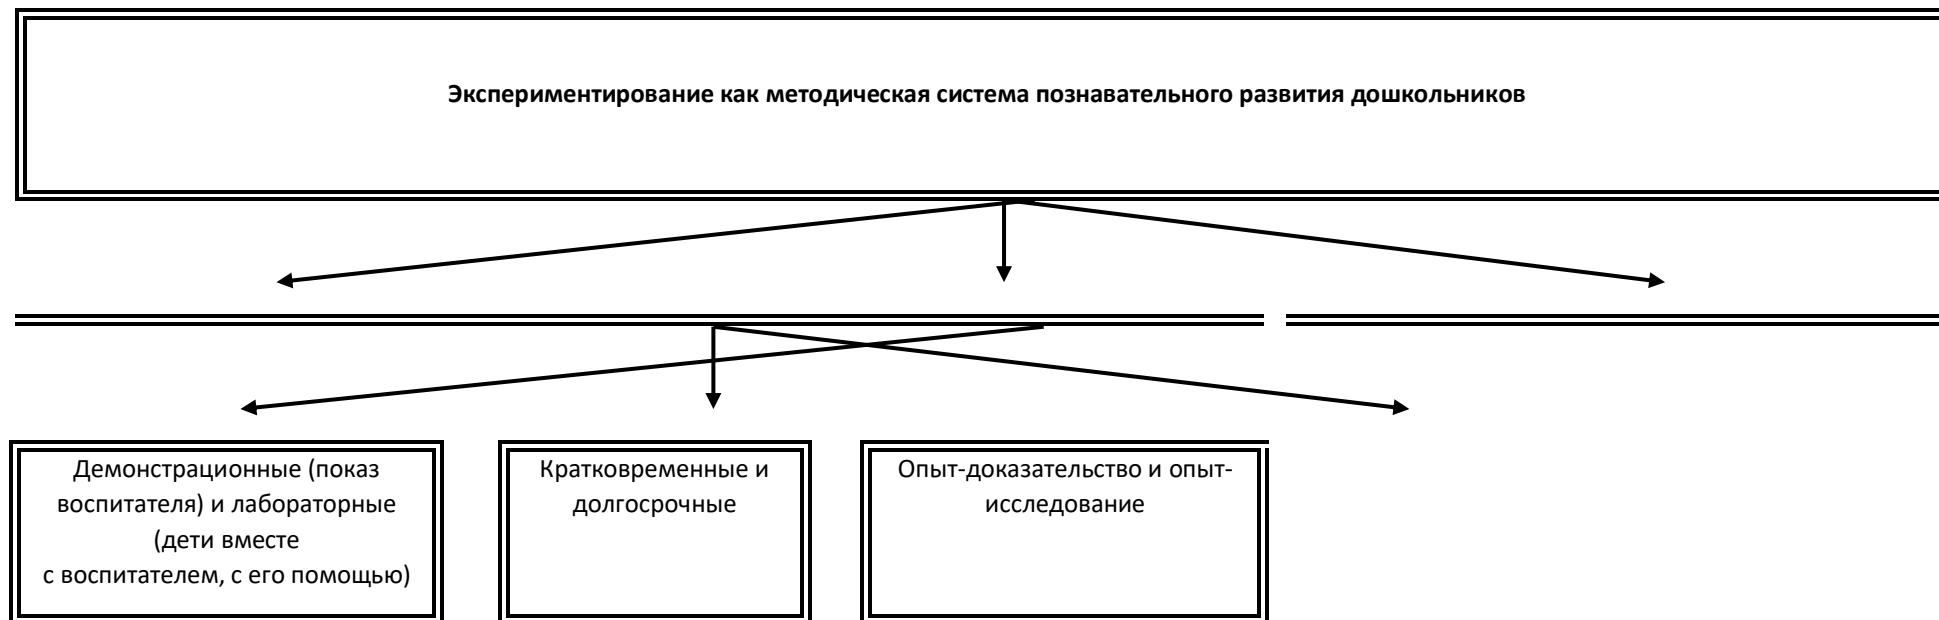 Экспериментирование как методическая система познавательного развития дошкольников
Демонстрационные (показ
воспитателя) и лабораторные
(дети вместе
с воспитателем, с его помощью)
Кратковременные и
долгосрочные
Опыт-доказательство и опыт-
исследование